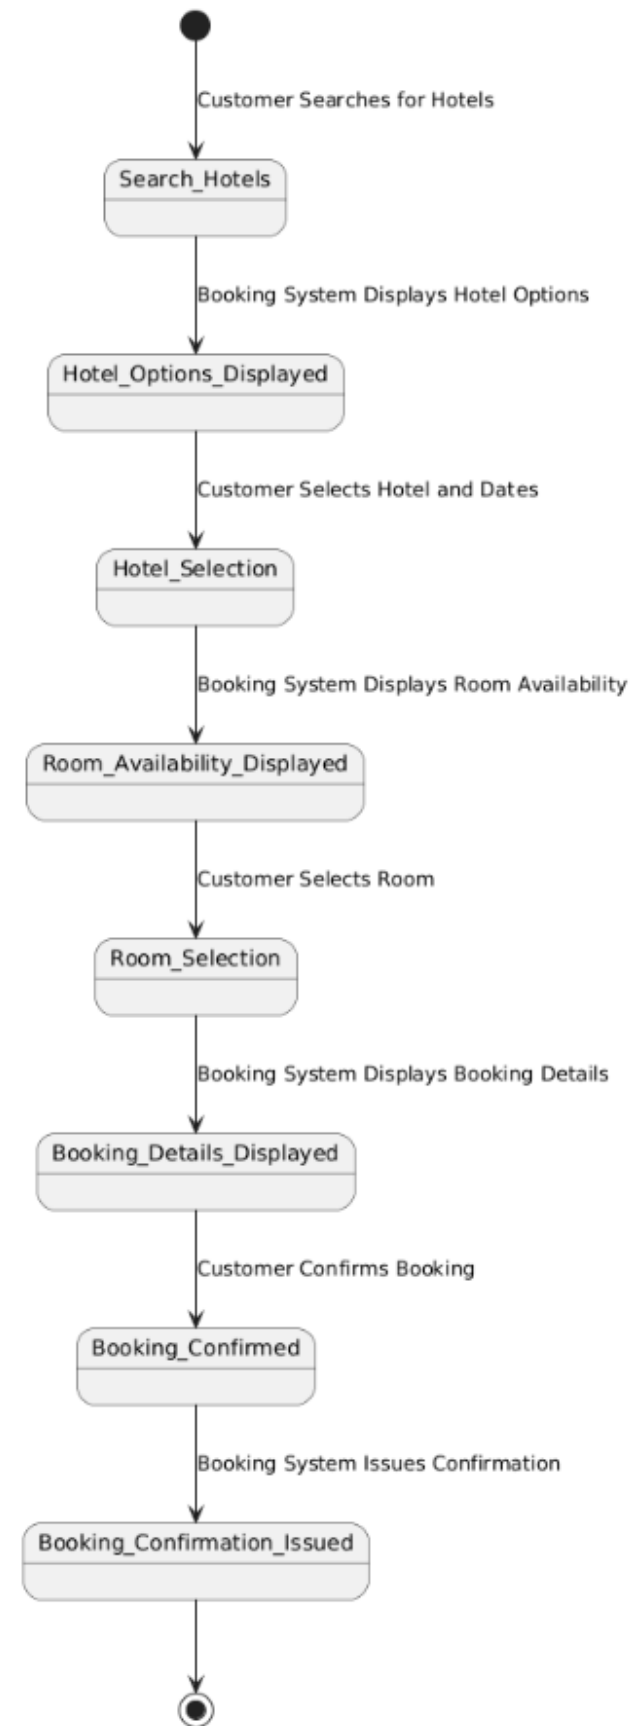 Customer Searches for Hotels
Search_Hotels
Booking System Displays Hotel Options
Hotel_Options_Displayed
Customer Selects Hotel and Dates
Hotel_Selection
Booking System Displays Room Availability
Room_Availability_Displayed
Customer Selects Room
Room_Selection
Booking System Displays Booking Details
Booking_Details_Displayed
Customer Confirms Booking
Booking_Confirmed
Booking System Issues Confirmation
Booking_Confirmation_Issued